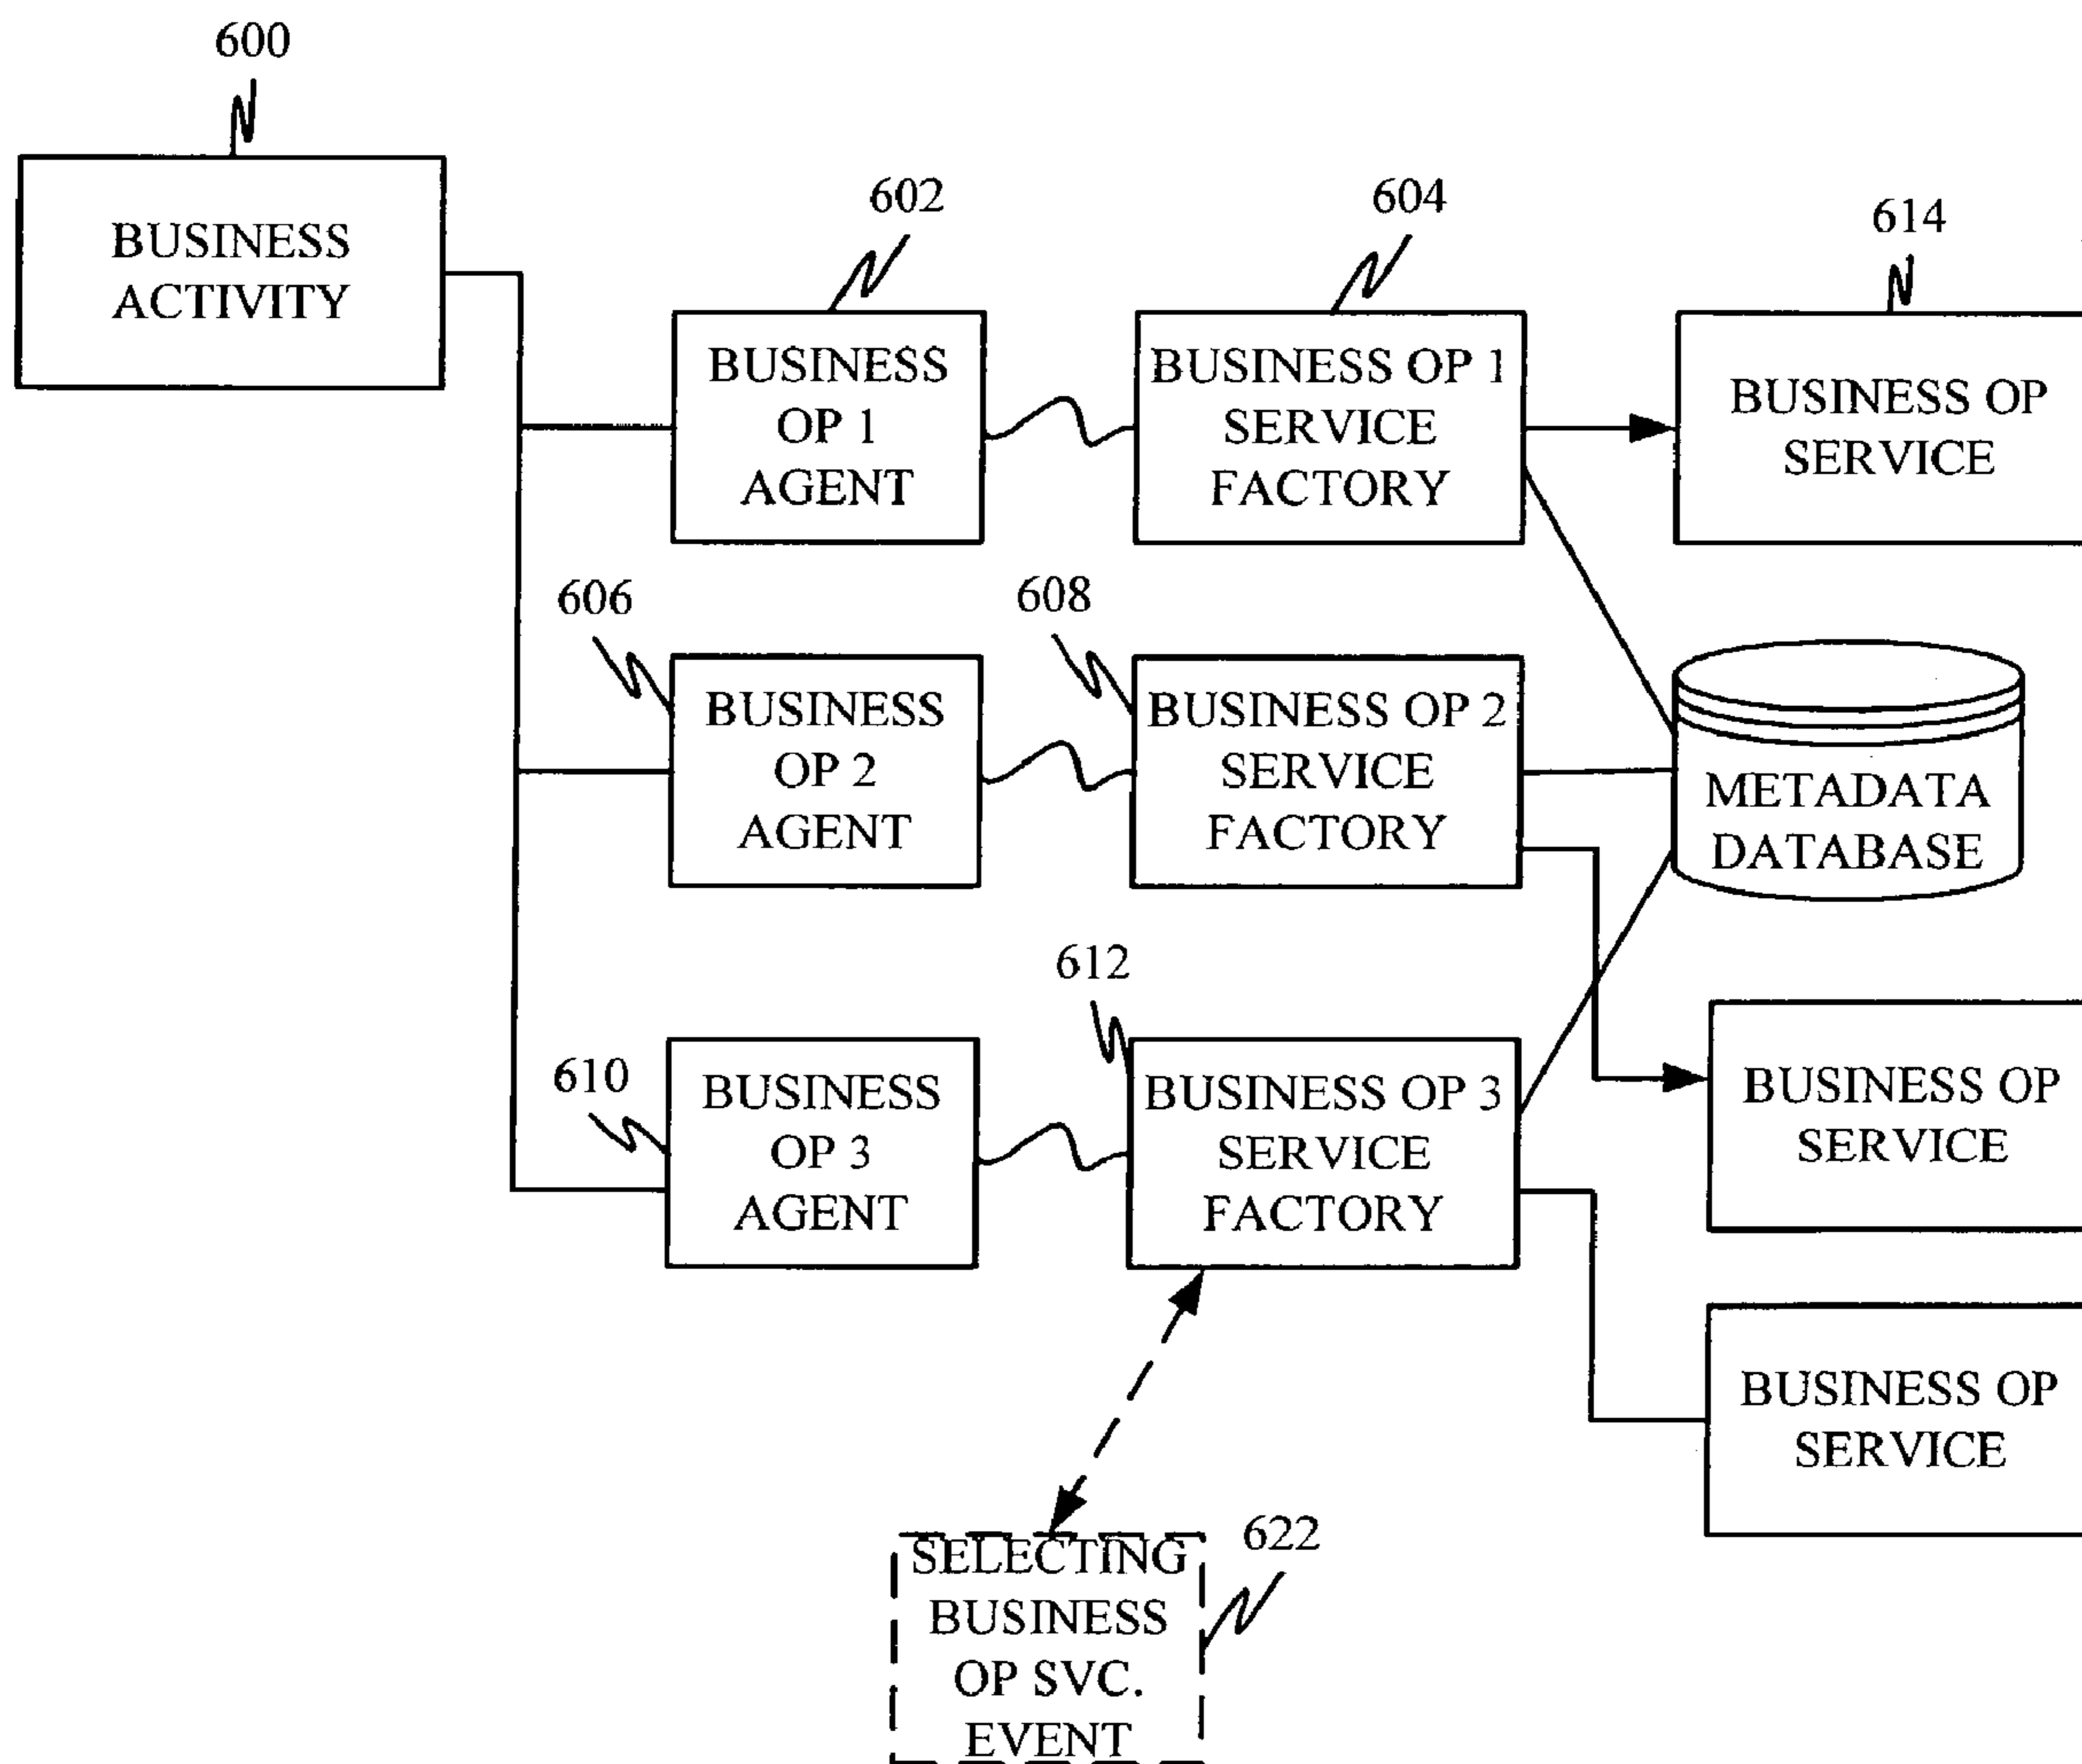 600
BUSINESS
ACTIVITY
602
BUSINESS
OP 1
AGENT
604
BUSINESS OP 1
SERVICE
FACTORY
614
BUSINESS OP
SERVICE
606
BUSINESS
OP 2
AGENT
608
BUSINESS OP 2
SERVICE
FACTORY
METADATA
DATABASE
610
BUSINESS
OP 3
AGENT
612
BUSINESS OP 3
SERVICE
FACTORY
BUSINESS OP
SERVICE
BUSINESS OP
SERVICE
622
SELECTING
BUSINESS
OP SVC.
EVENT